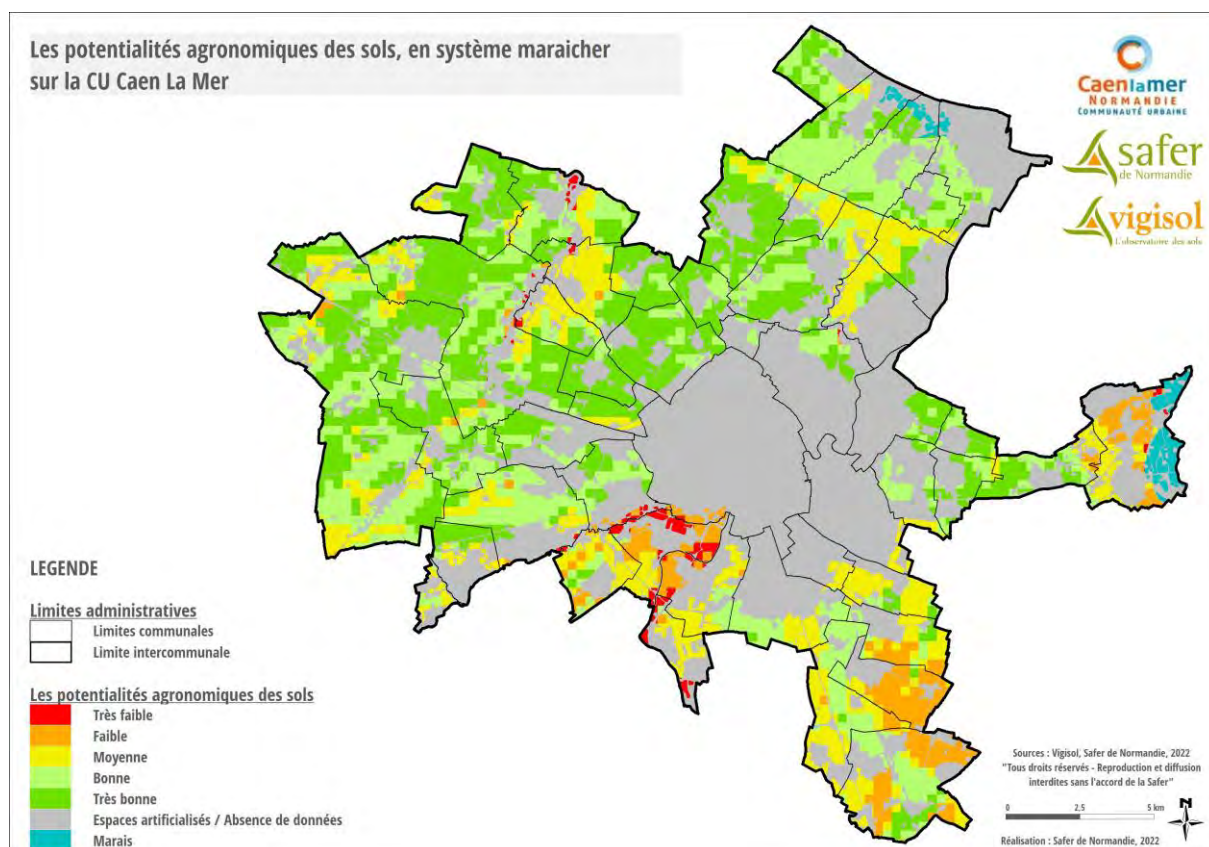 Les potentialités agronomiques des sols, en système maraicher
sur la CU Caen La Mer
Caenlamer
NORMANDIE
COMMUNAUTÉ URBAINE
safer
de Normandie
vigisol
L'observatoire des sols
LEGENDE
Limites administratives
Limites communales
Limite intercommunale
Les potentialités agronomiques des sols
Très faible
Faible
Moyenne
Bonne
Très bonne
Espaces artificialisés / Absence de données
Marais
Sources : Vigisol, Safer de Normandie, 2022
"Tous droits réservés - Reproduction et diffusion
interdites sans l'accord de la Safer"
0 2,5 5 km
N
Réalisation : Safer de Normandie, 2022